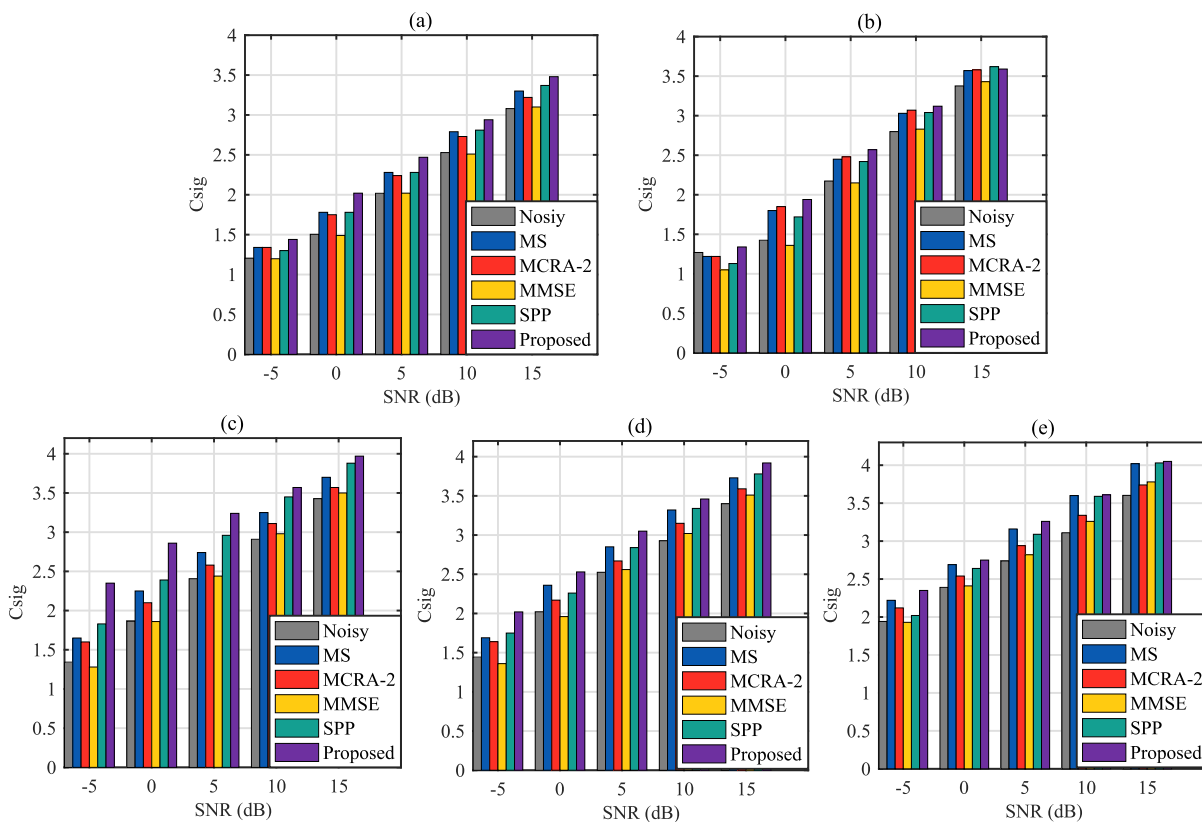 (a)
4
3.5
3
2.5
2
1.5
1
0.5
0
Csig
-5 0 5 10 15
SNR (dB)
Nosiy
MS
MCRA-2
MMSE
SPP
Proposed
(b)
4
3.5
3
2.5
2
1.5
1
0.5
0
Csig
-5 0 5 10 15
SNR (dB)
Noisy
MS
MCRA-2
MMSE
SPP
Proposed
(c)
4
3.5
3
2.5
2
1.5
1
0.5
0
Csig
-5 0 5 10 15
SNR (dB)
Noisy
MS
MCRA-2
MMSE
SPP
Proposed
(d)
4
3.5
3
2.5
2
1.5
1
0.5
0
Csig
-5 0 5 10 15
SNR (dB)
Noisy
MS
MCRA-2
MMSE
SPP
Proposed
(e)
4
3.5
3
2.5
2
1.5
1
0.5
0
Csig
-5 0 5 10 15
SNR (dB)
Noisy
MS
MCRA-2
MMSE
SPP
Proposed